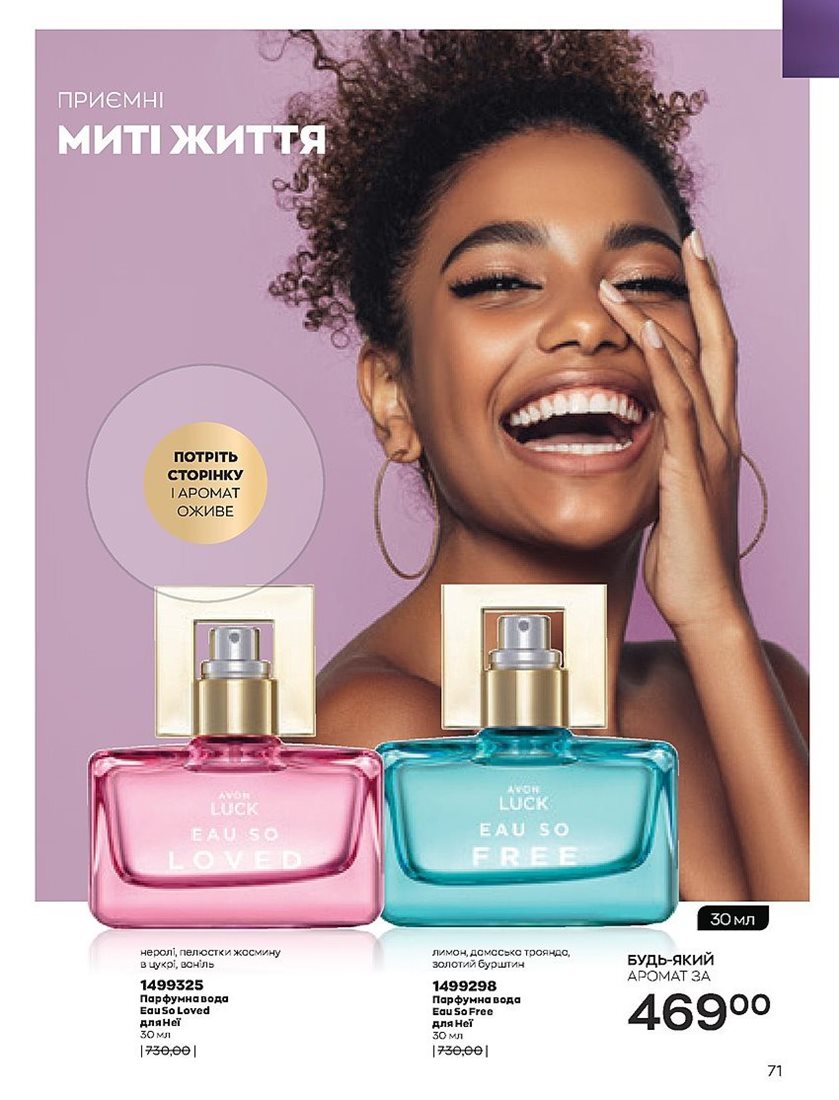 ПРИЄМНІ
МИТІ ЖИТТЯ
ПОТРІТЬ
СТОРІНКУ
І АРОМАТ
ОЖИВЕ
AVON
LUCK
EAU SO
LOVED
AVON
LUCK
EAU SO
FREE
30 мл
неролі, пелюстки жасмину
в цукрі, ваніль
1499325
Парфумна вода
Eau So Loved
для Неї
30 мл
|730,00|
лимон, дамаська троянда,
золотий бурштин
1499298
Парфумна вода
Eau So Free
для Неї
30 мл
|730,00|
БУДЬ-ЯКИЙ
АРОМАТ ЗА
469⁰⁰
71